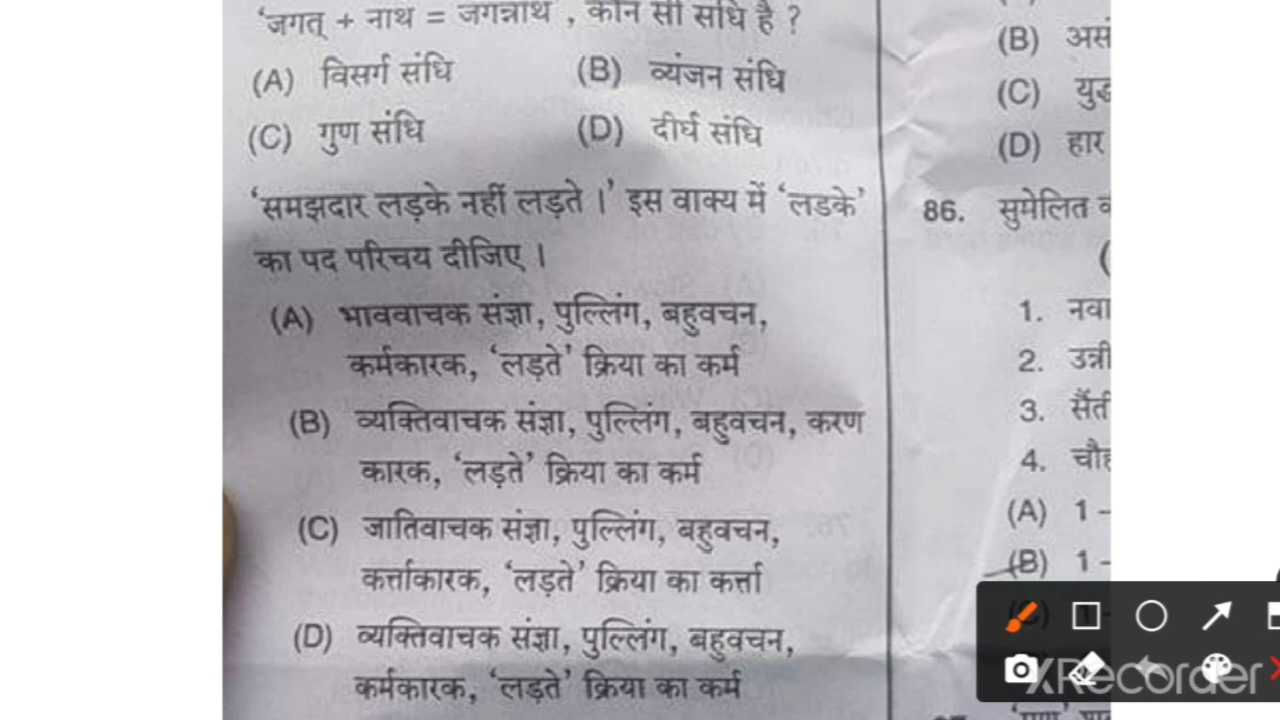 'जगत् + नाथ = जगन्नाथ', कौन सी संधि है ?
(A) विसर्ग संधि (B) व्यंजन संधि
(C) गुण संधि (D) दीर्घ संधि
'समझदार लड़के नहीं लड़ते ।' इस वाक्य में 'लडके'
का पद परिचय दीजिए ।
(A) भाववाचक संज्ञा, पुल्लिंग, बहुवचन,
कर्मकारक, 'लड़ते' क्रिया का कर्म
(B) व्यक्तिवाचक संज्ञा, पुल्लिंग, बहुवचन, करण
कारक, 'लड़ते' क्रिया का कर्म
(C) जातिवाचक संज्ञा, पुल्लिंग, बहुवचन,
कर्त्ताकारक, 'लड़ते' क्रिया का कर्त्ता
(D) व्यक्तिवाचक संज्ञा, पुल्लिंग, बहुवचन,
कर्मकारक, 'लड़ते' क्रिया का कर्म
(B) असं
(C) युद्ध
(D) हार
86. सुमेलित
1. नवा
2. उन्नी
3. सैंती
4. चौह
(A) 1 –
(B) 1 –
XRecorder